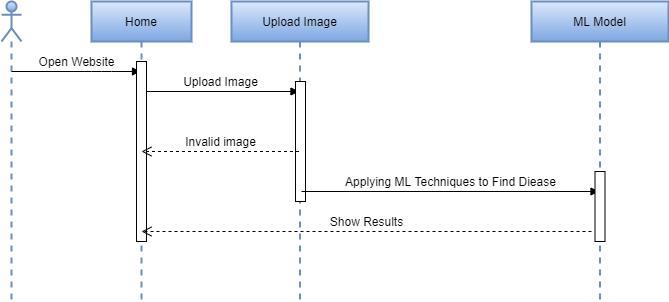 Home
Upload Image
ML Model
Open Website
Upload Image
Invalid image
Applying ML Techniques to Find Diease
Show Results